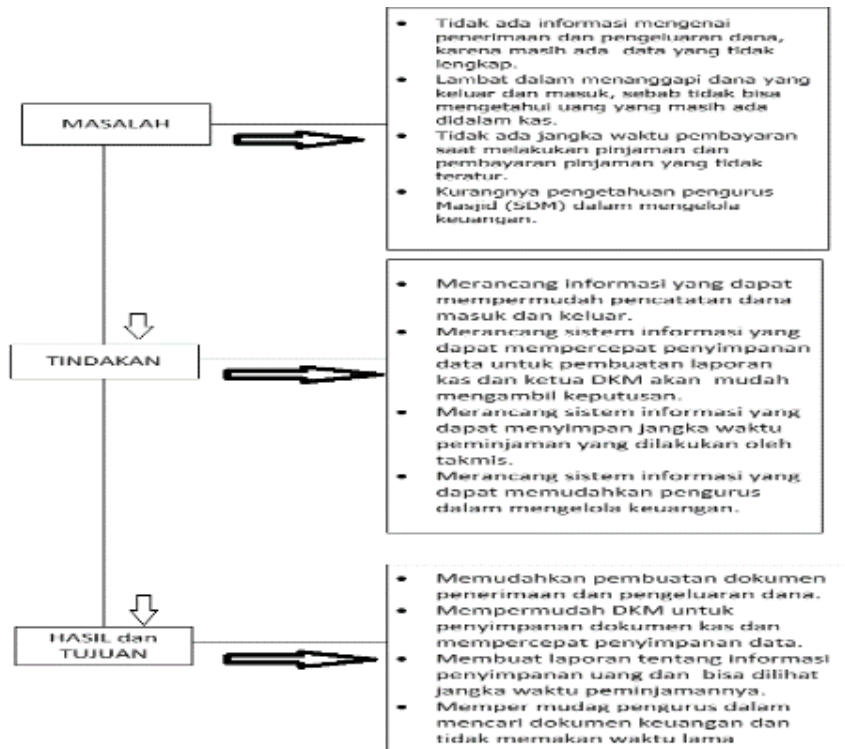 • Tidak ada informasi mengenai
penerimaan dan pengeluaran dana,
karena masih ada data yang tidak
lengkap.
• Lambat dalam menanggapi dana yang
keluar dan masuk, sebab tidak bisa
mengetahui uang yang masih ada
didalam kas.
• Tidak ada jangka waktu pembayaran
saat melakukan pinjaman dan
pembayaran pinjaman yang tidak
teratur.
• Kurangnya pengetahuan pengurus
Masjid (SDM) dalam mengelola
keuangan.
MASALAH
• Merancang informasi yang dapat
mempermudah pencatatan dana
masuk dan keluar.
• Merancang sistem informasi yang
dapat mempercepat penyimpanan
data untuk pembuatan laporan
kas dan ketua DKM akan mudah
mengambil keputusan.
• Merancang sistem informasi yang
dapat menyimpan jangka waktu
peminjaman yang dilakukan oleh
takmis.
• Merancang sistem informasi yang
dapat memudahkan pengurus
dalam mengelola keuangan.
TINDAKAN
• Memudahkan pembuatan dokumen
penerimaan dan pengeluaran dana.
• Mempermudah DKM untuk
penyimpanan dokumen kas dan
mempercepat penyimpanan data.
• Membuat laporan tentang informasi
penyimpanan uang dan bisa dilihat
jangka waktu peminjamannya.
• Memper mudag pengurus dalam
mencari dokumen keuangan dan
tidak memakan waktu lama
HASIL dan
TUJUAN